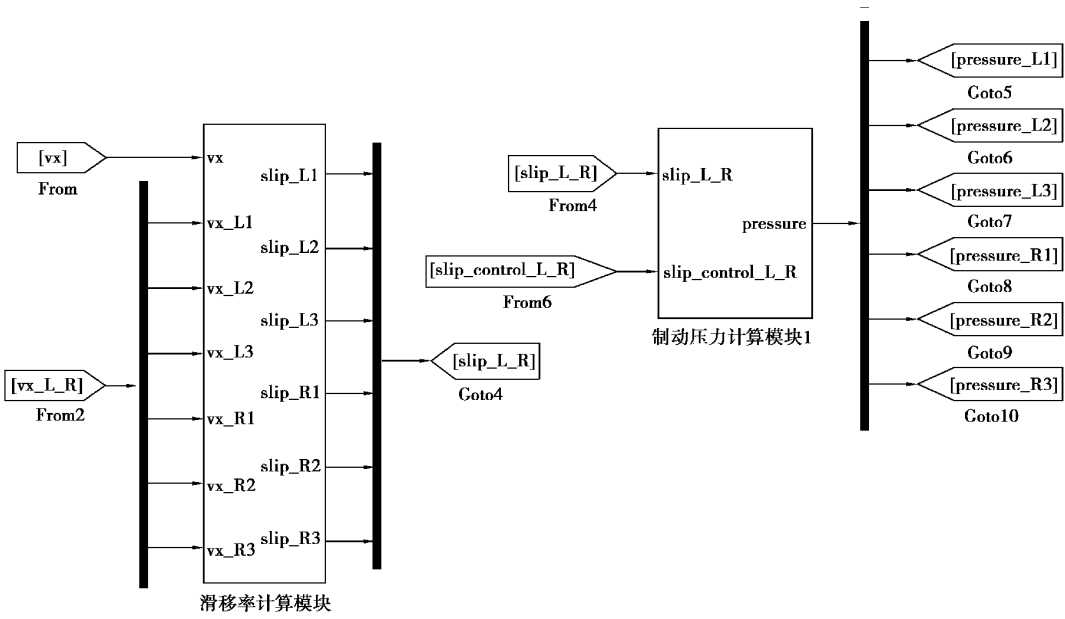 [vx]
From
[vx_L_R]
From2
vx
vx_L1
vx_L2
vx_L3
vx_R1
vx_R2
vx_R3
slip_L1
slip_L2
slip_L3
slip_R1
slip_R2
slip_R3
滑移率计算模块
[slip_L_R]
Goto4
[slip_L_R]
From4
[slip_control_L_R]
From6
slip_L_R
pressure
slip_control_L_R
制动压力计算模块1
[pressure_L1]
Goto5
[pressure_L2]
Goto6
[pressure_L3]
Goto7
[pressure_R1]
Goto8
[pressure_R2]
Goto9
[pressure_R3]
Goto10